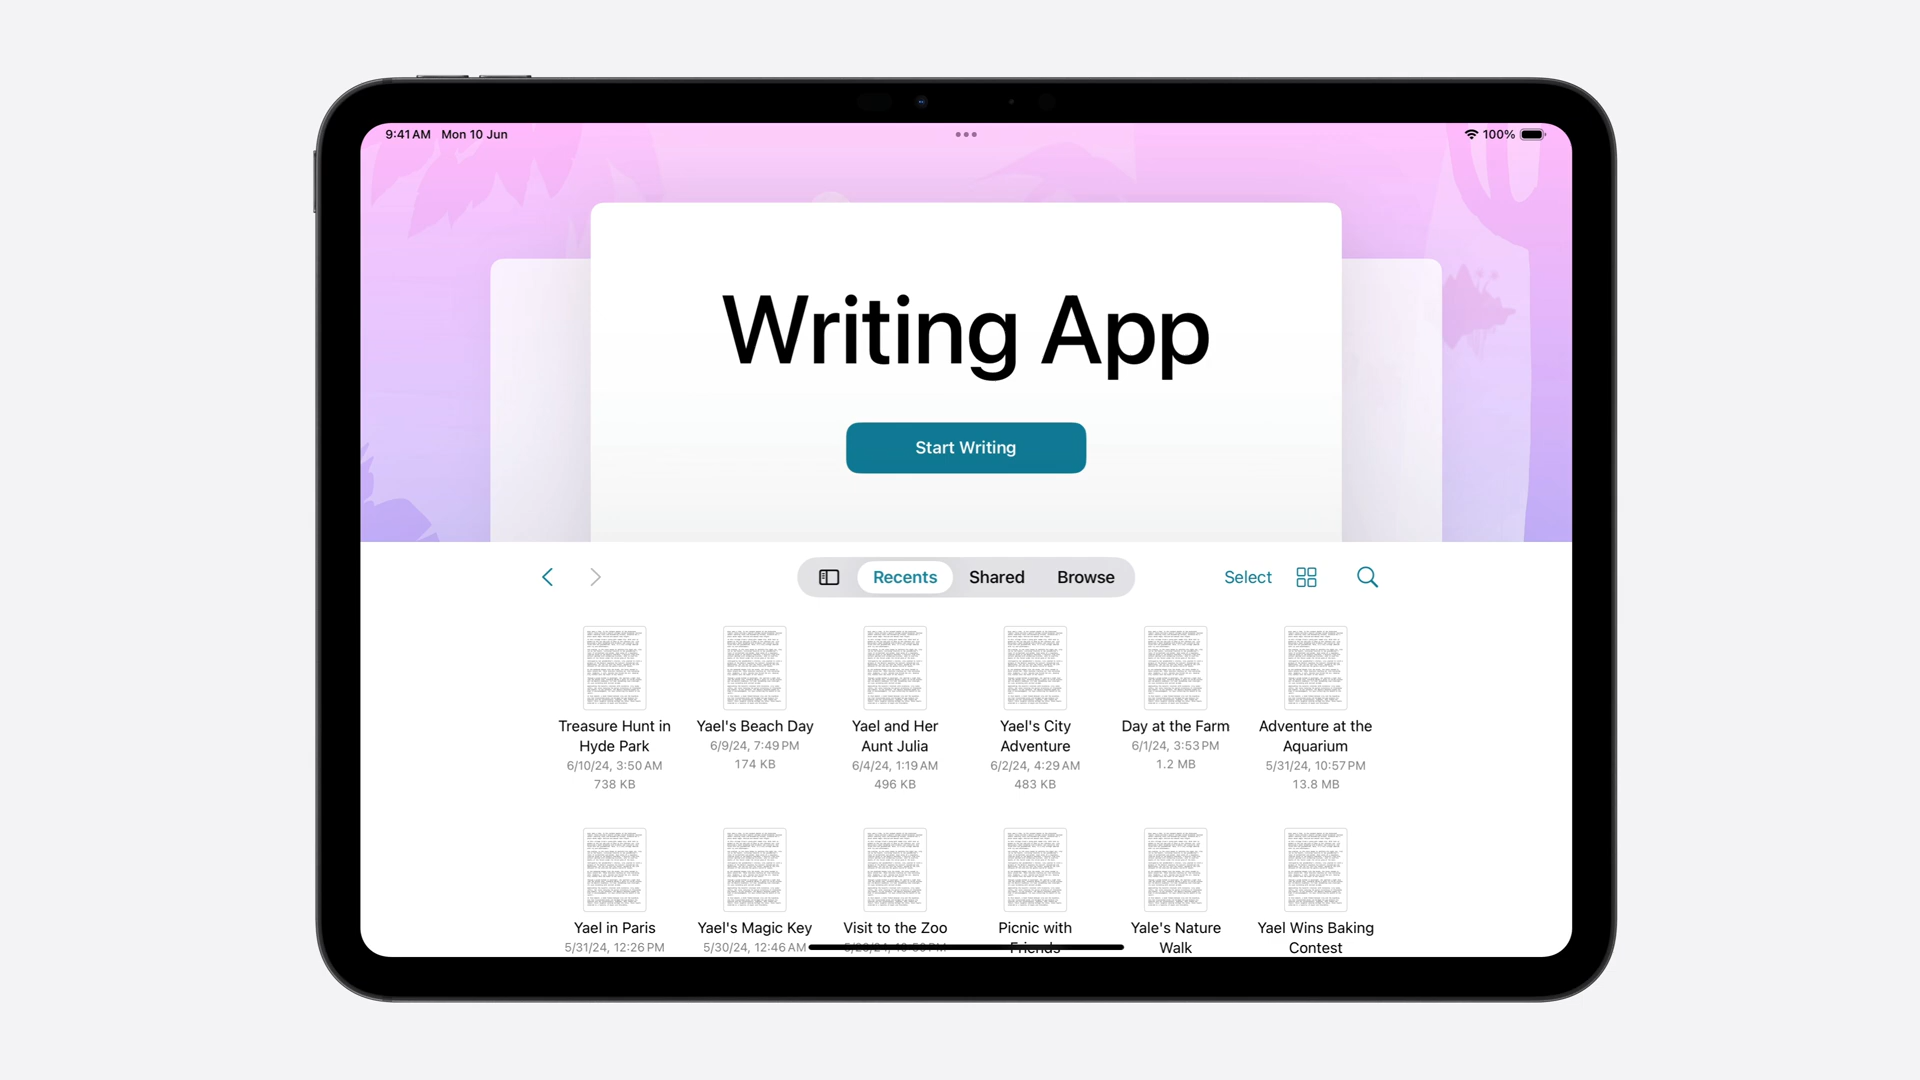 9:41 AM Mon 10 Jun
100%
Writing App
Start Writing
Recents Shared Browse
Select
Treasure Hunt in
Hyde Park
6/10/24, 3:50 AM
738 KB
Yael's Beach Day
6/9/24, 7:49 PM
174 KB
Yael and Her
Aunt Julia
6/4/24, 1:19 AM
496 KB
Yael's City
Adventure
6/2/24, 4:29 AM
483 KB
Day at the Farm
6/1/24, 3:53 PM
1.2 MB
Adventure at the
Aquarium
5/31/24, 10:57 PM
13.8 MB
Yael in Paris
5/31/24, 12:26 PM
Yael's Magic Key
5/30/24, 12:46 AM
Visit to the Zoo
Picnic with
Friends
Yale's Nature
Walk
Yael Wins Baking
Contest